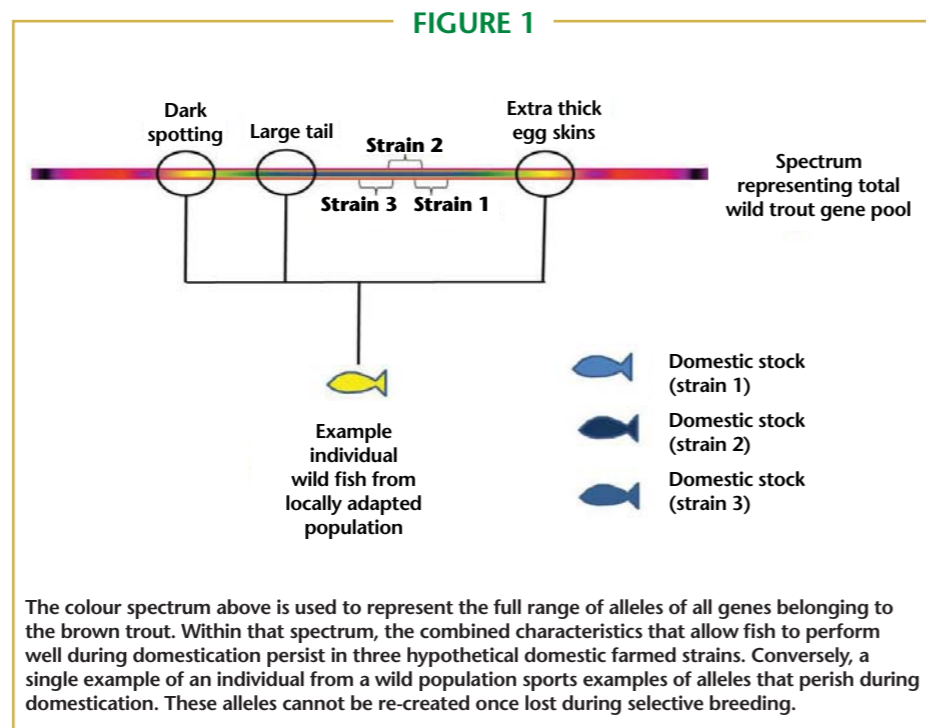 FIGURE 1
Dark
spotting
Large tail
Extra thick
egg skins
Strain 2
Strain 3
Strain 1
Spectrum
representing total
wild trout gene pool
Example
individual
wild fish from
locally adapted
population
Domestic stock
(strain 1)
Domestic stock
(strain 2)
Domestic stock
(strain 3)
The colour spectrum above is used to represent the full range of alleles of all genes belonging to
the brown trout. Within that spectrum, the combined characteristics that allow fish to perform
well during domestication persist in three hypothetical domestic farmed strains. Conversely, a
single example of an individual from a wild population sports examples of alleles that perish during
domestication. These alleles cannot be re-created once lost during selective breeding.